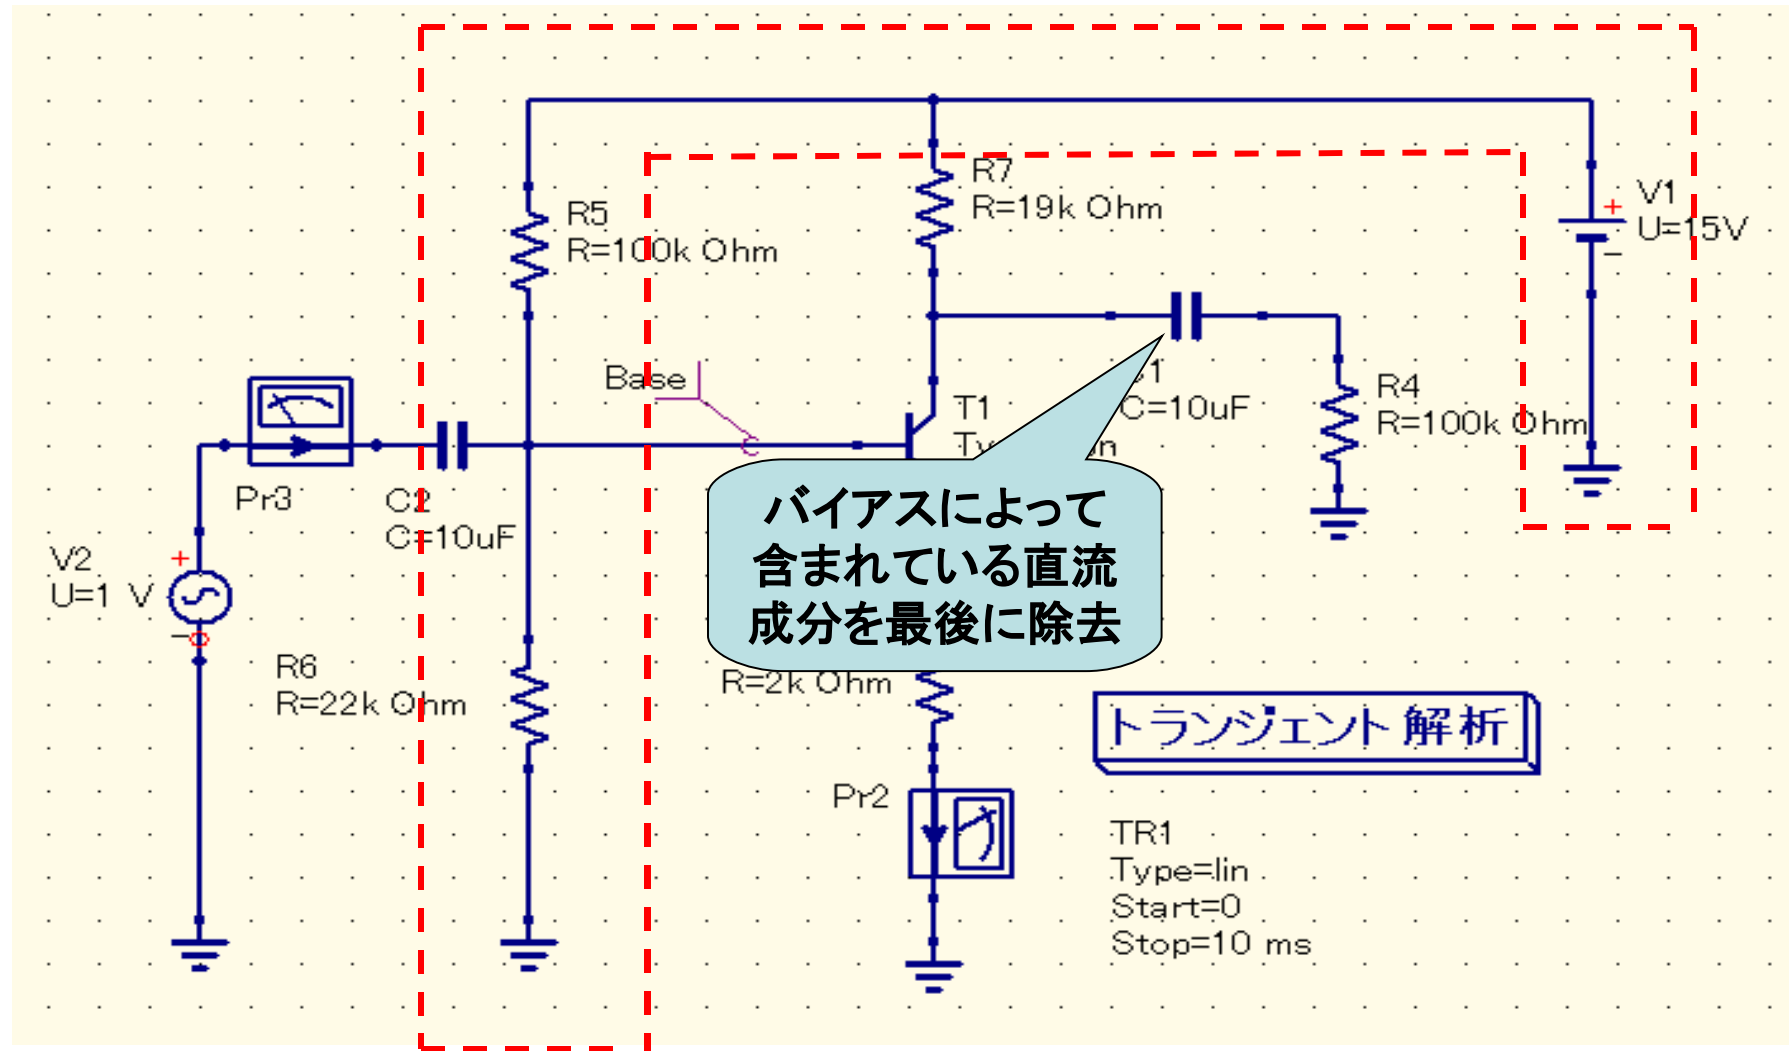 R7
R=19k Ohm
V1
U=15V
R5
R=100k Ohm
Base
T1
C=10uF
R4
R=100k Ohm
Pr3
C2
C=10uF
V2
U=1 V
バイアスによって
含まれている直流
成分を最後に除去
R6
R=22k Ohm
R=2k Ohm
トランジェント解析
Pr2
TR1
Type=lin
Start=0
Stop=10 ms